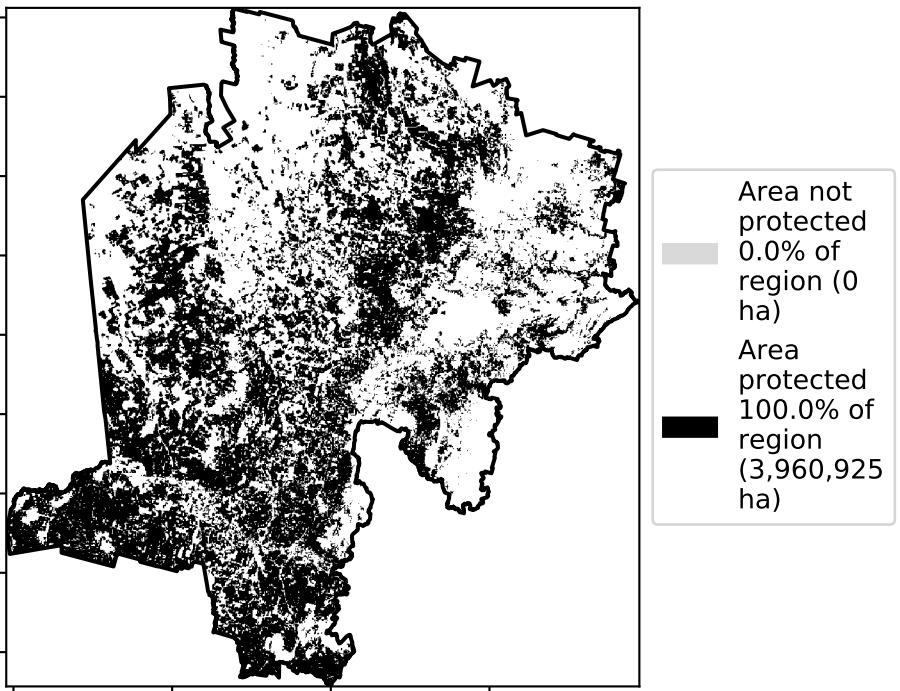 Area not
protected
0.0% of
region (0
ha)
Area
protected
100.0% of
region
(3,960,925
ha)